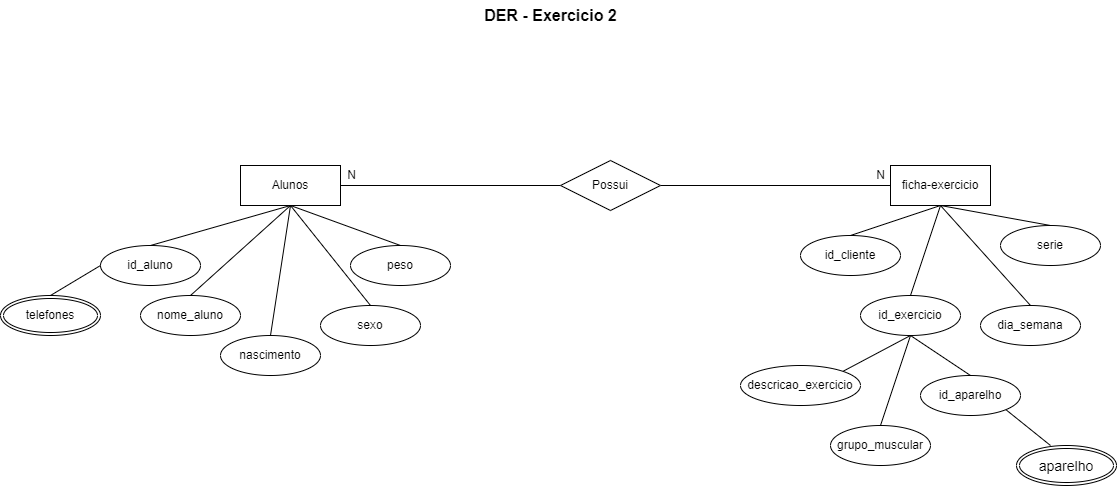 DER - Exercicio 2
Alunos
N
Possui
N
ficha-exercicio
id_aluno
peso
id_cliente
serie
telefones
nome_aluno
sexo
id_exercicio
dia_semana
nascimento
descricao_exercicio
id_aparelho
grupo_muscular
aparelho